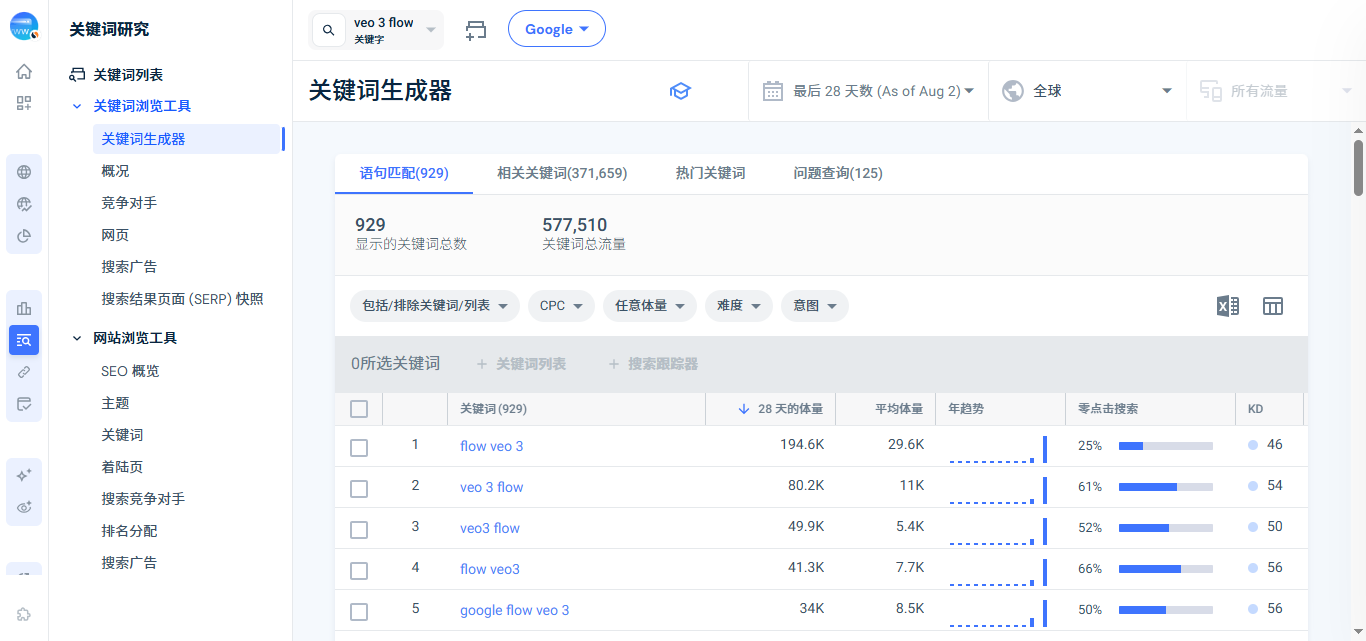 WW
关键词研究
关键词列表
关键词浏览工具
关键词生成器
概况
竞争对手
网页
搜索广告
搜索结果页面 (SERP) 快照
网站浏览工具
SEO 概览
主题
关键词
着陆页
搜索竞争对手
排名分配
搜索广告
veo 3 flow
关键字
Google
关键词生成器
最后 28 天数 (As of Aug 2)
全球
所有流量
语句匹配(929) 相关关键词(371,659) 热门关键词 问题查询(125)
929 577,510
显示的关键词总数 关键词总流量
包括/排除关键词/列表 CPC 任意体量 难度 意图
0所选关键词 + 关键词列表 + 搜索跟踪器
关键词(929) 28 天的体量 平均体量 年趋势 零点击搜索 KD
1 flow veo 3 194.6K 29.6K 25% 46
2 veo 3 flow 80.2K 11K 61% 54
3 veo3 flow 49.9K 5.4K 52% 50
4 flow veo3 41.3K 7.7K 66% 56
5 google flow veo 3 34K 8.5K 50% 56